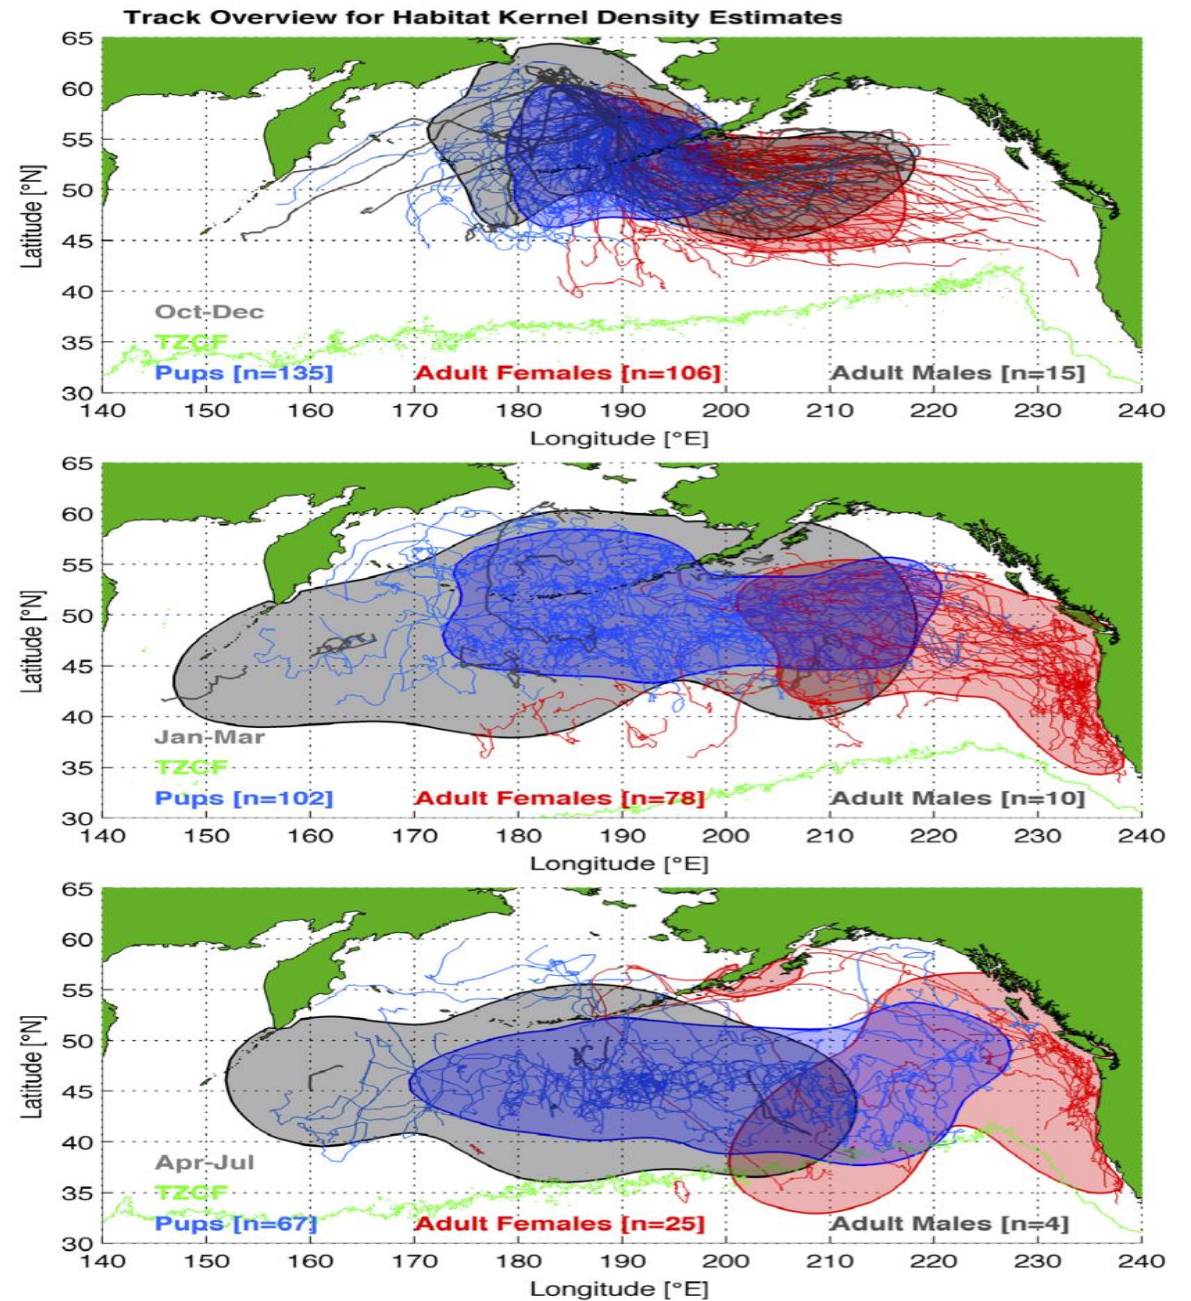 Track Overview for Habitat Kernel Density Estimates
65
60
55
50
45
40
35
30
Latitude [°N]
Oct-Dec
TZCF
Pups [n=135] Adult Females [n=106] Adult Males [n=15]
140 150 160 170 180 190 200 210 220 230 240
Longitude [°E]
65
60
55
50
45
40
35
30
Latitude [°N]
Jan-Mar
TZCF
Pups [n=102] Adult Females [n=78] Adult Males [n=10]
140 150 160 170 180 190 200 210 220 230 240
Longitude [°E]
65
60
55
50
45
40
35
30
Latitude [°N]
Apr-Jul
TZCF
Pups [n=67] Adult Females [n=25] Adult Males [n=4]
140 150 160 170 180 190 200 210 220 230 240
Longitude [°E]